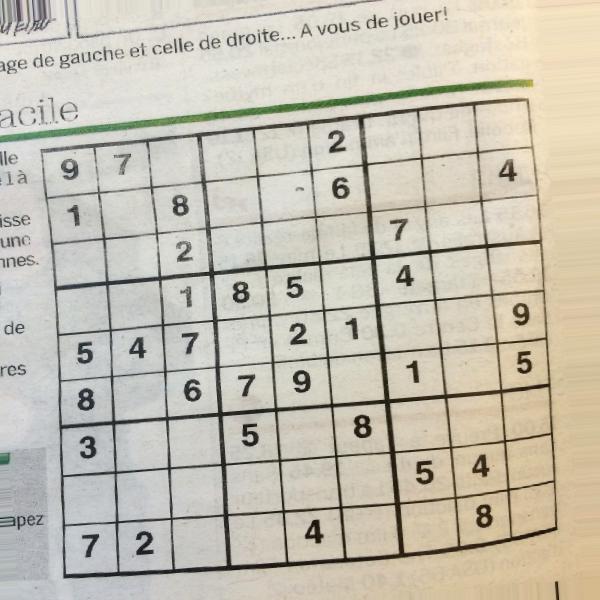 age de gauche et celle de droite... A vous de jouer!
acile
lle
là
isse
une
nnes.
de
res
apez
9 7 2
1 8 6 4
2 7
1 8 5 4
5 4 7 2 1 9
8 6 7 9 1 5
3 5 8
5 4
7 2 4 8